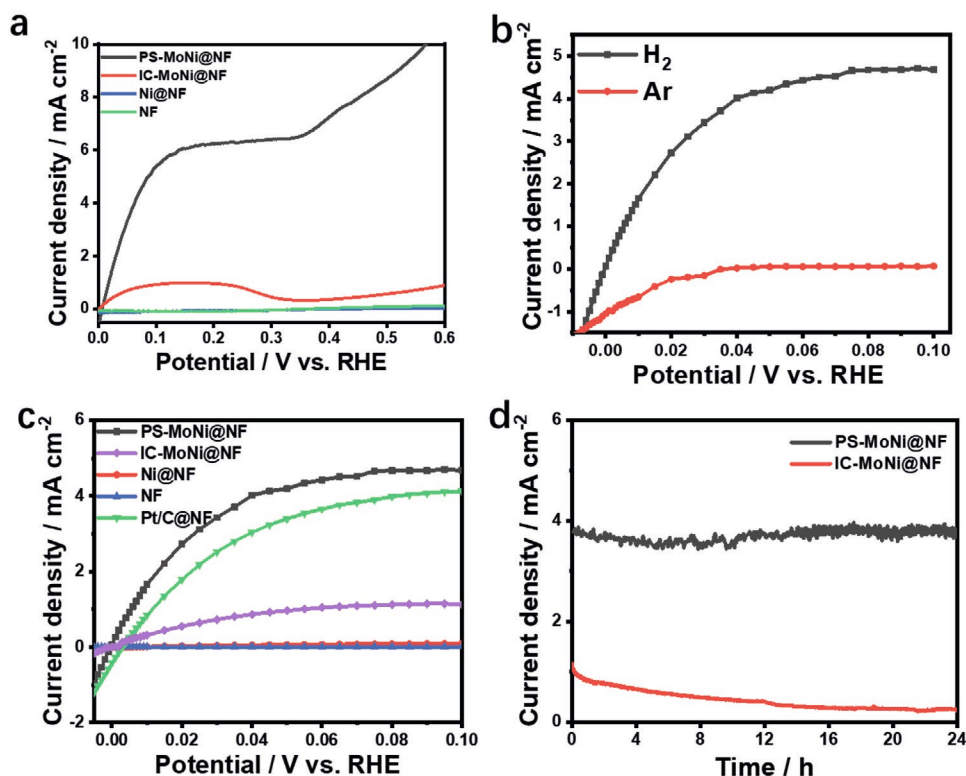 a
10
8
6
4
2
0
PS-MoNi@NF
IC-MoNi@NF
Ni@NF
NF
0.0 0.1 0.2 0.3 0.4 0.5 0.6
Potential / V vs. RHE
Current density / mA cm-2
b
5
4
3
2
1
0
-1
H2
Ar
0.00 0.02 0.04 0.06 0.08 0.10
Potential / V vs. RHE
Current density / mA cm-2
c
6
4
2
0
-2
PS-MoNi@NF
IC-MoNi@NF
Ni@NF
NF
Pt/C@NF
0.00 0.02 0.04 0.06 0.08 0.10
Potential / V vs. RHE
Current density / mA cm-2
d
6
4
2
0
PS-MoNi@NF
IC-MoNi@NF
0 4 8 12 16 20 24
Time / h
Current density / mA cm-2